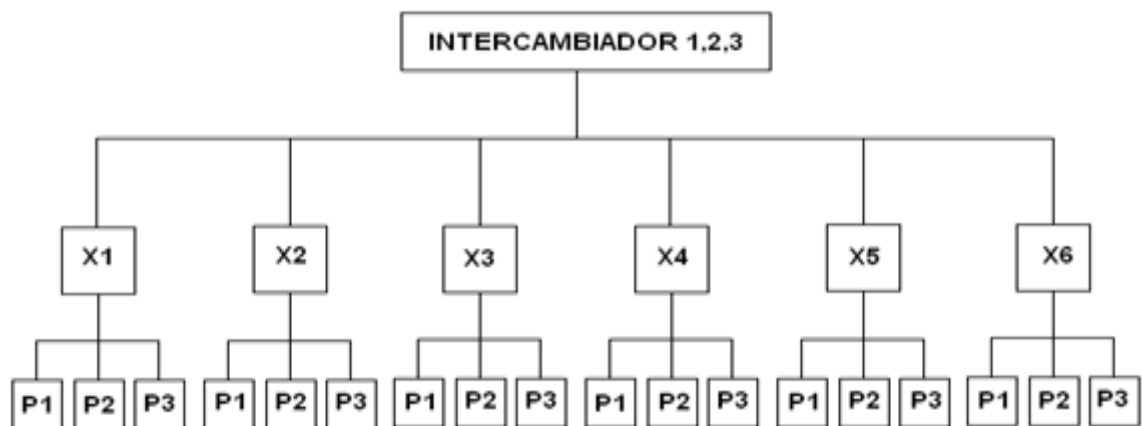 INTERCAMBIADOR 1,2,3
X1 X2 X3 X4 X5 X6
P1 P2 P3 P1 P2 P3 P1 P2 P3 P1 P2 P3 P1 P2 P3 P1 P2 P3